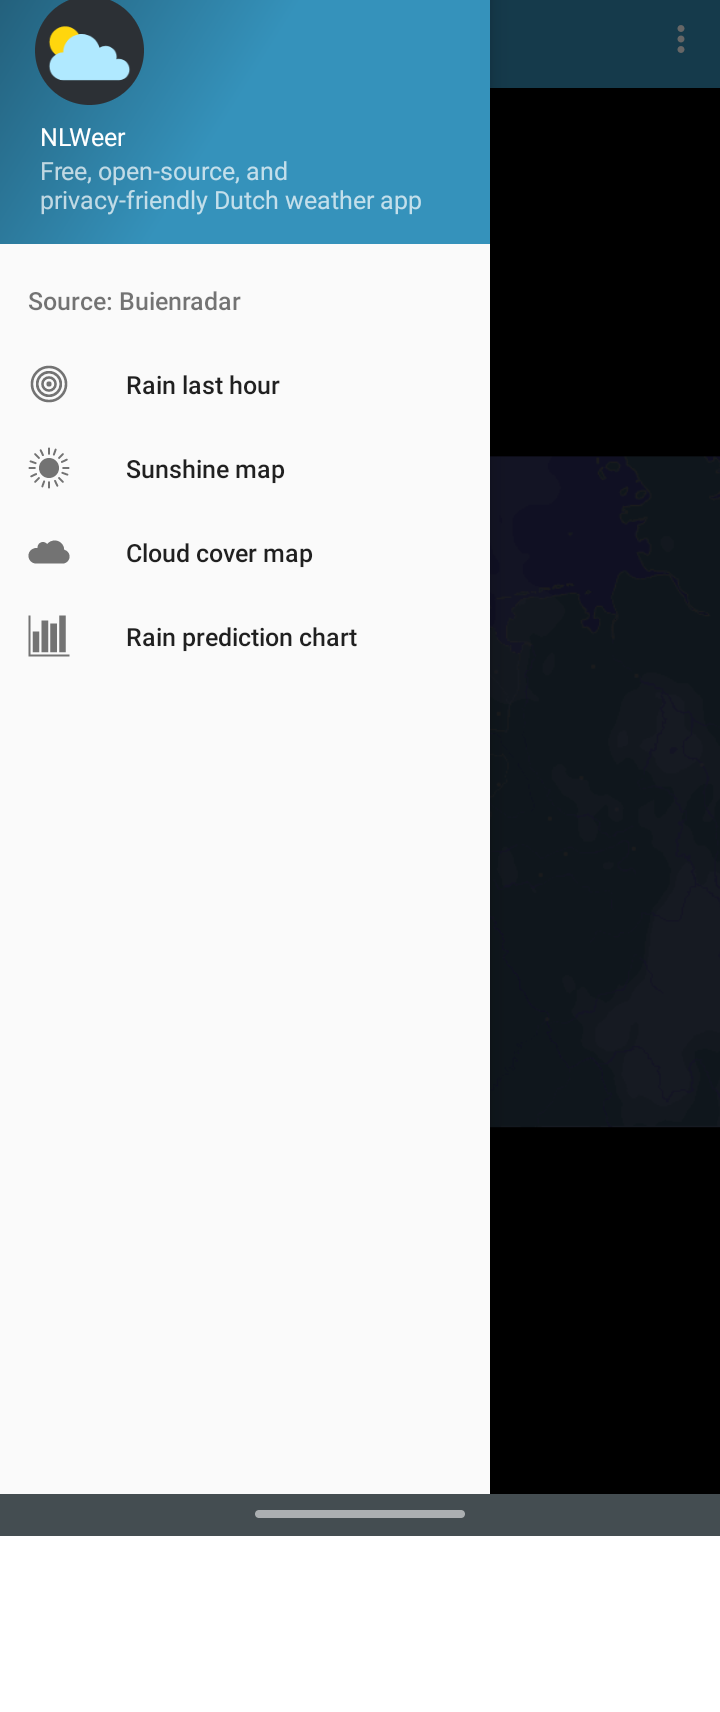 NLWeer
Free, open-source, and
privacy-friendly Dutch weather app
Source: Buienradar
Rain last hour
Sunshine map
Cloud cover map
Rain prediction chart